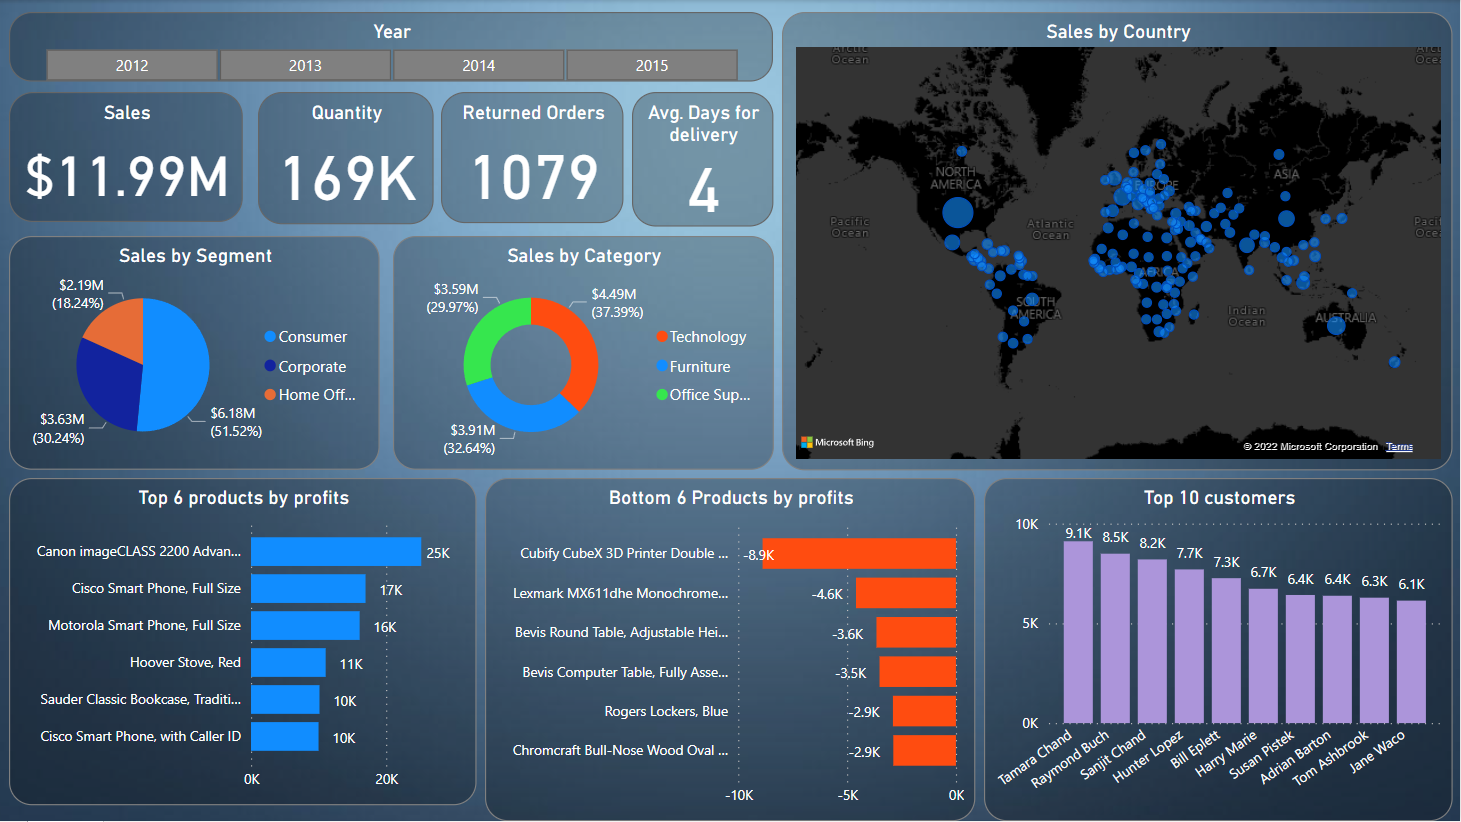 Year
2012
2013
2014
2015
Sales
$11.99M
Quantity
169K
Returned Orders
1079
Avg. Days for
delivery
4
Sales by Country
Arctic
Ocean
NORTH
AMERICA
EUROPE
ASIA
Pacific
Ocean
Atlantic
Ocean
AFRICA
SOUTH
AMERICA
Indian
Ocean
AUSTRALIA
Microsoft Bing
© 2022 Microsoft Corporation Terms
Sales by Segment
$2.19M
(18.24%)
$3.63M
(30.24%)
$6.18M
(51.52%)
Consumer
Corporate
Home Off...
Sales by Category
$3.59M
(29.97%)
$4.49M
(37.39%)
$3.91M
(32.64%)
Technology
Furniture
Office Sup...
Top 6 products by profits
Canon imageCLASS 2200 Advan...
25K
Cisco Smart Phone, Full Size
17K
Motorola Smart Phone, Full Size
16K
Hoover Stove, Red
11K
Sauder Classic Bookcase, Traditi...
10K
Cisco Smart Phone, with Caller ID
10K
0K
20K
Bottom 6 Products by profits
Cubify CubeX 3D Printer Double ...
-8.9K
Lexmark MX611dhe Monochrome...
-4.6K
Bevis Round Table, Adjustable Hei...
-3.6K
Bevis Computer Table, Fully Asse...
-3.5K
Rogers Lockers, Blue
-2.9K
Chromcraft Bull-Nose Wood Oval ...
-2.9K
-10K
-5K
0K
Top 10 customers
10K
5K
0K
9.1K
8.5K
8.2K
7.7K
7.3K
6.7K
6.4K
6.4K
6.3K
6.1K
Tamara Chand
Raymond Buch
Sanjit Chand
Hunter Lopez
Bill Eplett
Harry Marie
Susan Pistek
Adrian Barton
Tom Ashbrook
Jane Waco